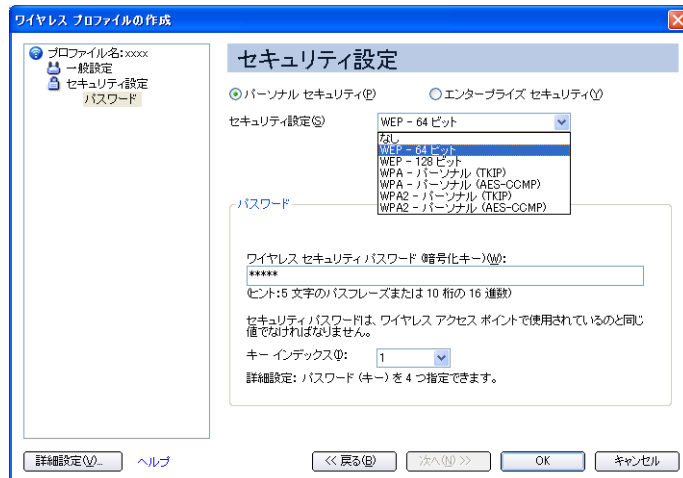 ワイヤレス プロファイルの作成
プロファイル名:xxxx
一般設定
セキュリティ設定
パスワード
セキュリティ設定
パーソナル セキュリティ(P)
エンタープライズ セキュリティ(Y)
セキュリティ設定(S)
WEP - 64 ビット
なし
WEP - 64 ビット
WEP - 128 ビット
WPA - パーソナル (TKIP)
WPA - パーソナル (AES-CCMP)
WPA2 - パーソナル (TKIP)
WPA2 - パーソナル (AES-CCMP)
パスワード
ワイヤレス セキュリティ パスワード (暗号化キー)(W):
*****
(ヒント:5 文字のパスフレーズまたは 10 桁の 16 進数)
セキュリティ パスワードは、ワイヤレス アクセス ポイントで使用されているのと同じ
値でなければなりません。
キー インデックス(I):
1
詳細設定: パスワード (キー) を 4 つ指定できます。
詳細設定(V)...
ヘルプ
<< 戻る(B)
次へ(N) >>
OK
キャンセル